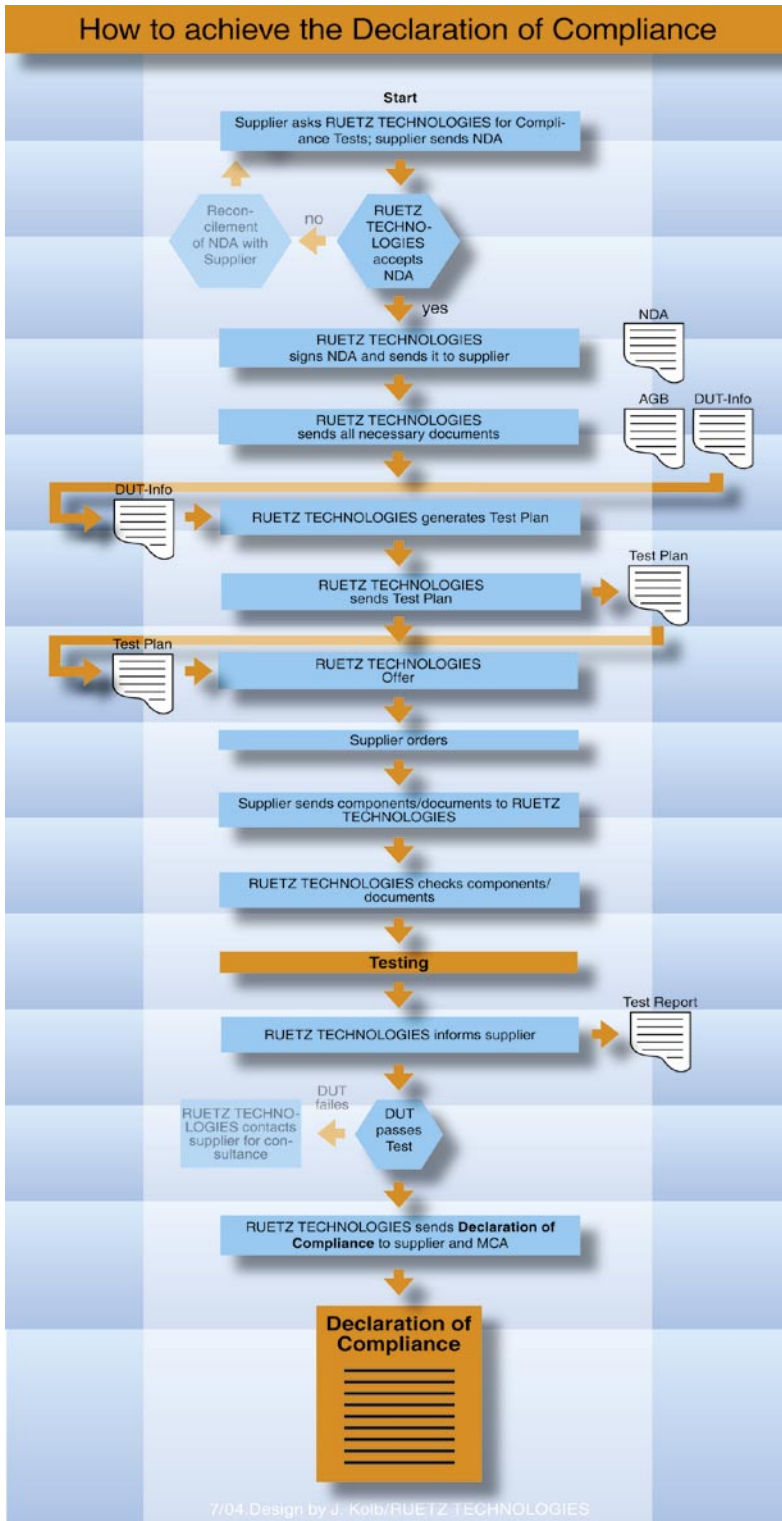 How to achieve the Declaration of Compliance
Start
Supplier asks RUETZ TECHNOLOGIES for Compli-
ance Tests; supplier sends NDA
Recon-
cilement
of NDA with
Supplier
no
RUETZ
TECHNO-
LOGIES
accepts
NDA
yes
RUETZ TECHNOLOGIES
signs NDA and sends it to supplier
NDA
RUETZ TECHNOLOGIES
sends all necessary documents
AGB
DUT-Info
DUT-Info
RUETZ TECHNOLOGIES generates Test Plan
RUETZ TECHNOLOGIES
sends Test Plan
Test Plan
Test Plan
RUETZ TECHNOLOGIES
Offer
Supplier orders
Supplier sends components/documents to RUETZ
TECHNOLOGIES
RUETZ TECHNOLOGIES checks components/
documents
Testing
RUETZ TECHNOLOGIES informs supplier
Test Report
DUT
failes
RUETZ TECHNO-
LOGIES contacts
supplier for con-
sultance
DUT
passes
Test
RUETZ TECHNOLOGIES sends Declaration of
Compliance to supplier and MCA
Declaration of
Compliance
7/04.Design by J. Kolb/RUETZ TECHNOLOGIES